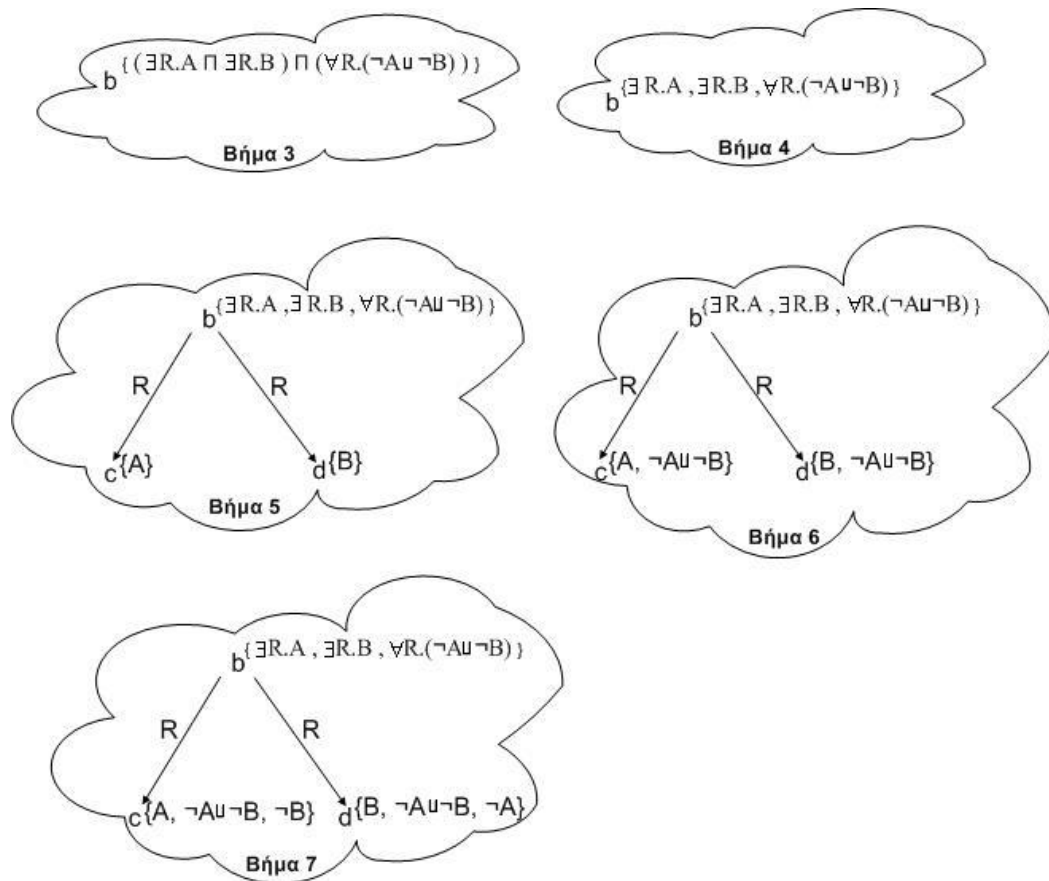 b{ ( ∃R.A ⊓ ∃R.B ) ⊓ (∀R.(¬A⊔¬B) ) }
Βήμα 3
b{∃ R.A , ∃R.B , ∀R.(¬A⊔¬B) }
Βήμα 4
b{∃R.A , ∃ R.B , ∀R.(¬A⊔¬B) }
R
R
c{A}
d{B}
Βήμα 5
b{∃R.A , ∃ R.B , ∀R.(¬A⊔¬B) }
R
R
c{A, ¬A⊔¬B}
d{B, ¬A⊔¬B}
Βήμα 6
b{ ∃R.A , ∃R.B , ∀R.(¬A⊔¬B) }
R
R
c{A, ¬A⊔¬B, ¬B}
d{B, ¬A⊔¬B, ¬A}
Βήμα 7